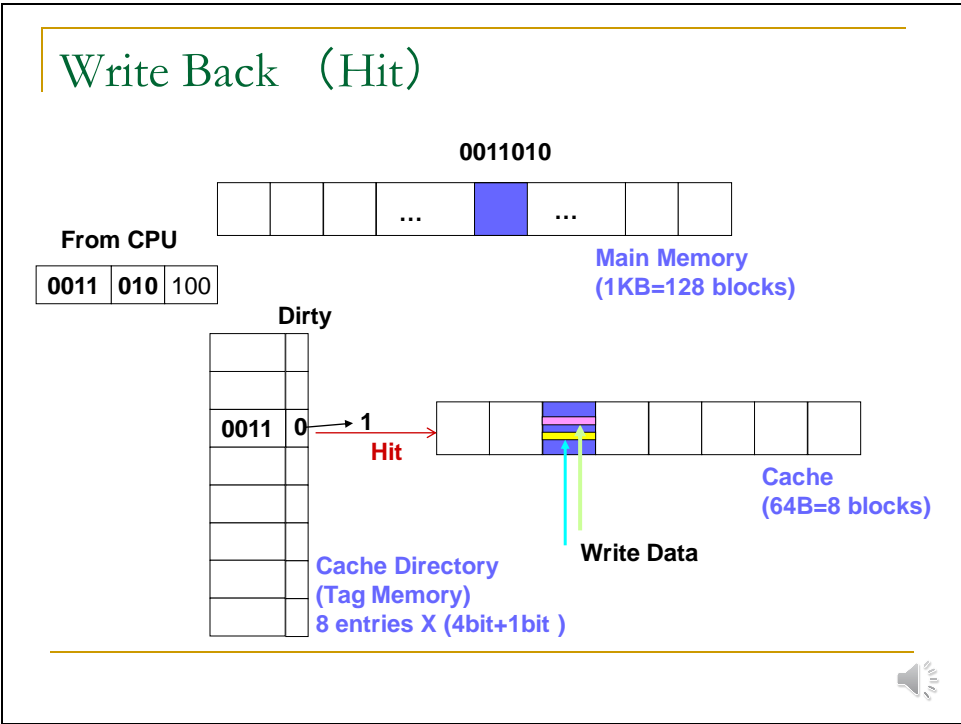 Write Back （Hit）
0011010
… …
From CPU
Main Memory
(1KB=128 blocks)
0011 010 100
Dirty
0011 0 1
Hit
Cache
(64B=8 blocks)
Write Data
Cache Directory
(Tag Memory)
8 entries X (4bit+1bit )